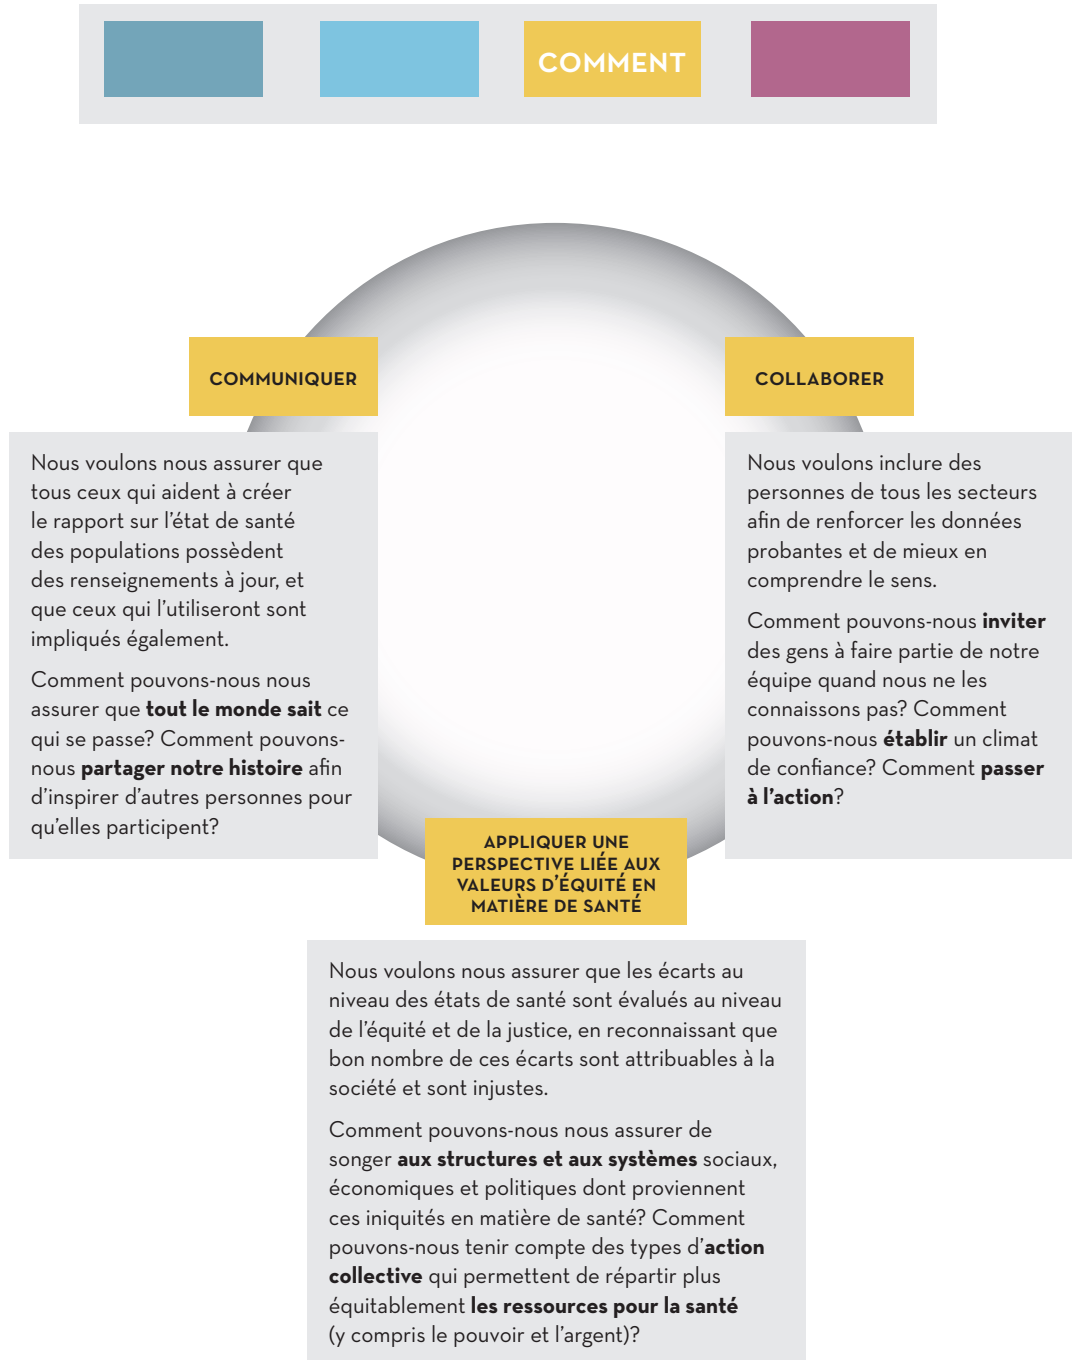 COMMENT
COMMUNIQUER
Nous voulons nous assurer que
tous ceux qui aident à créer
le rapport sur l’état de santé
des populations possèdent
des renseignements à jour, et
que ceux qui l’utiliseront sont
impliqués également.
Comment pouvons-nous nous
assurer que tout le monde sait ce
qui se passe? Comment pouvons-
nous partager notre histoire afin
d’inspirer d’autres personnes pour
qu’elles participent?
COLLABORER
Nous voulons inclure des
personnes de tous les secteurs
afin de renforcer les données
probantes et de mieux en
comprendre le sens.
Comment pouvons-nous inviter
des gens à faire partie de notre
équipe quand nous ne les
connaissons pas? Comment
pouvons-nous établir un climat
de confiance? Comment passer
à l’action?
APPLIQUER UNE
PERSPECTIVE LIÉE AUX
VALEURS D’ÉQUITÉ EN
MATIÈRE DE SANTÉ
Nous voulons nous assurer que les écarts au
niveau des états de santé sont évalués au niveau
de l’équité et de la justice, en reconnaissant que
bon nombre de ces écarts sont attribuables à la
société et sont injustes.
Comment pouvons-nous nous assurer de
songer aux structures et aux systèmes sociaux,
économiques et politiques dont proviennent
ces iniquités en matière de santé? Comment
pouvons-nous tenir compte des types d’action
collective qui permettent de répartir plus
équitablement les ressources pour la santé
(y compris le pouvoir et l’argent)?